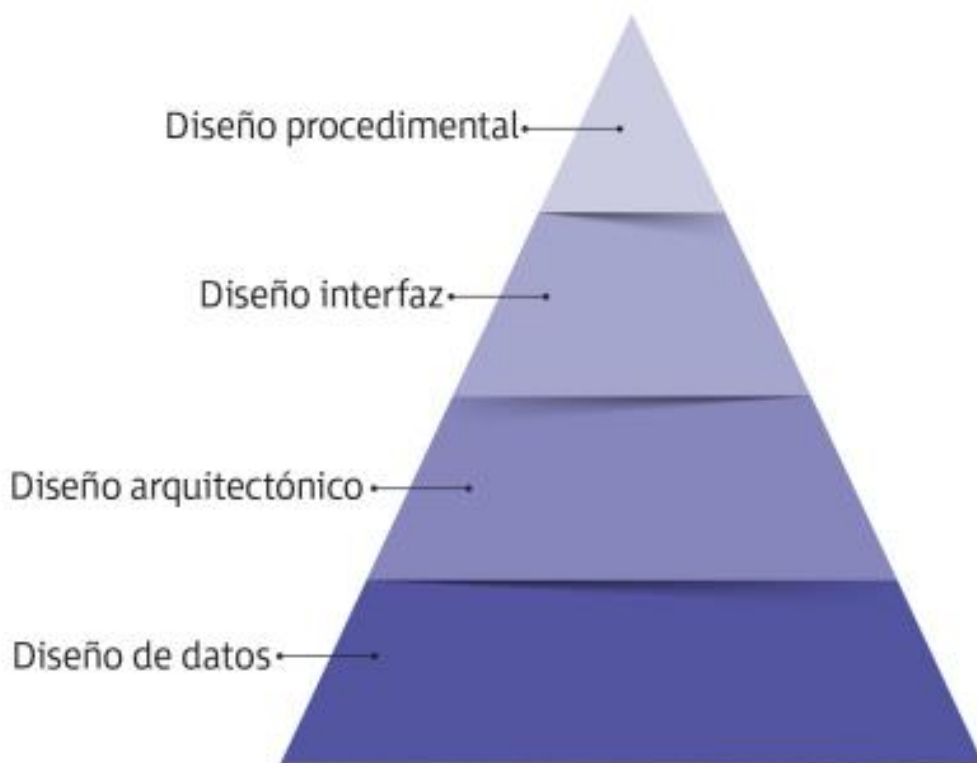 Diseño procedimental
Diseño interfaz
Diseño arquitectónico
Diseño de datos